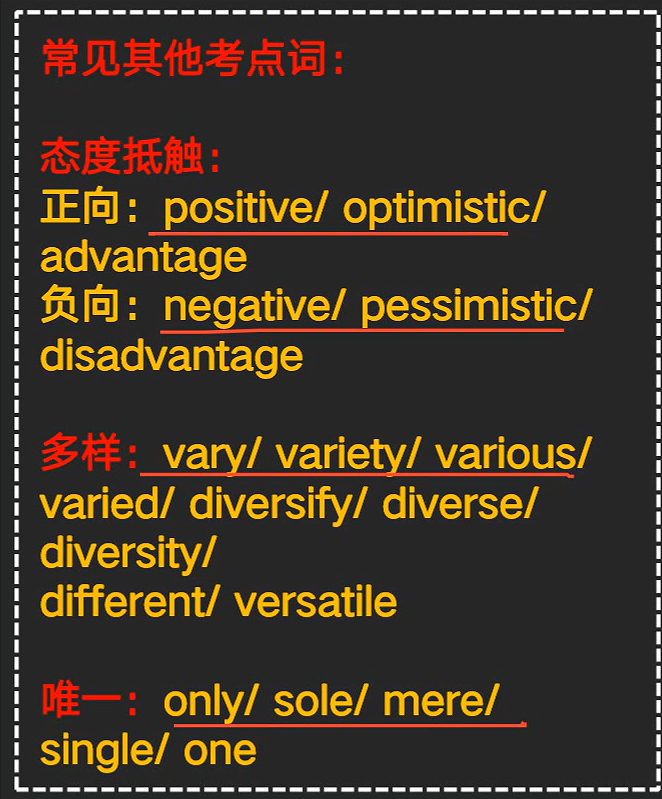 常见其他考点词：
态度抵触：
正向：positive/ optimistic/
advantage
负向：negative/ pessimistic/
disadvantage
多样：vary/ variety/ various/
varied/ diversify/ diverse/
diversity/
different/ versatile
唯一：only/ sole/ mere/
single/ one